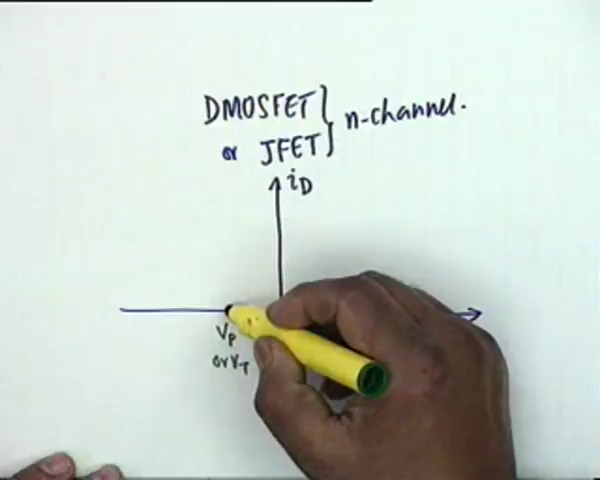 DMOSFET } n-channel.
or JFET
iD
VP
or VT